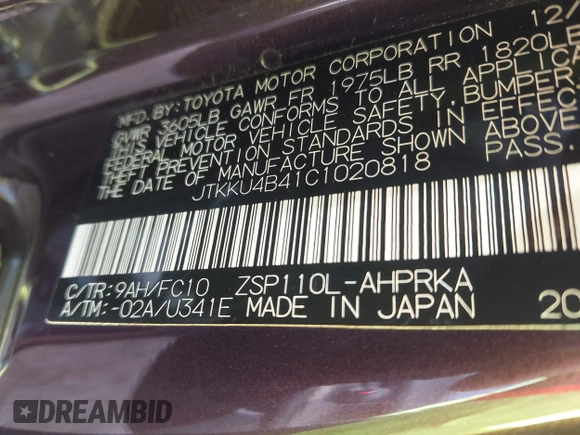 MFD. BY: TOYOTA MOTOR CORPORATION 12/
GVWR 3605LB GAWR FR 1975LB RR 1820LB
THIS VEHICLE CONFORMS TO ALL APPLICA
FEDERAL MOTOR VEHICLE SAFETY, BUMPER,
THEFT PREVENTION STANDARDS IN EFFECT
THE DATE OF MANUFACTURE SHOWN ABOVE
JTKKU4B41C1020818 PASS.
C/TR: 9AH/FC10 ZSP110L-AHPRKA
A/TM: -02A/U341E MADE IN JAPAN 20
DREAMBID